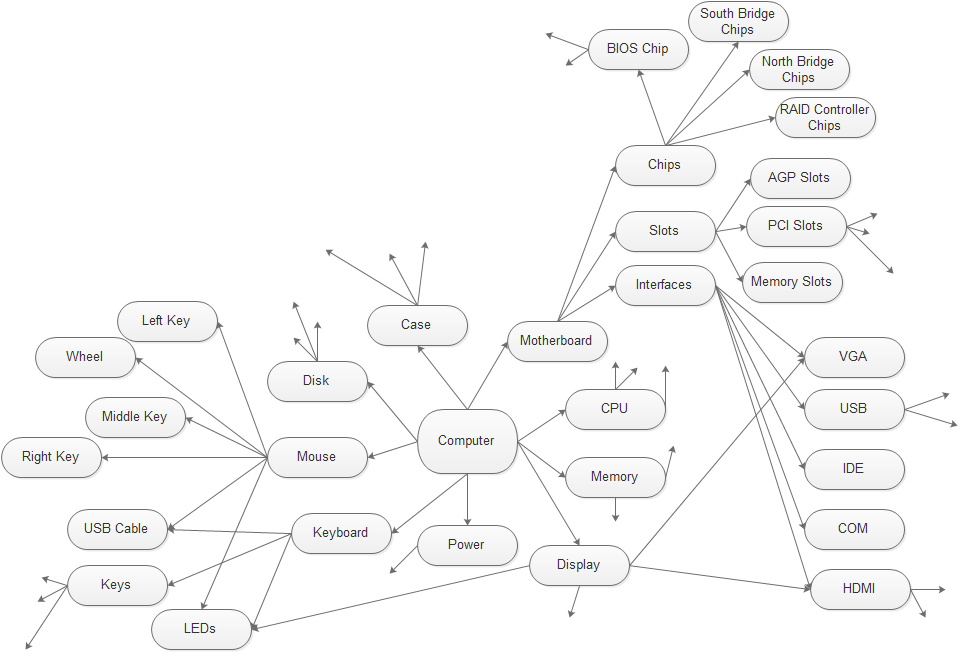 South Bridge
Chips
BIOS Chip
North Bridge
Chips
RAID Controller
Chips
Chips
AGP Slots
Slots
PCI Slots
Interfaces
Memory Slots
Left Key
Case
Motherboard
Wheel
VGA
Disk
CPU
USB
Middle Key
Computer
Right Key
Mouse
IDE
Memory
USB Cable
Keyboard
COM
Power
Display
Keys
HDMI
LEDs